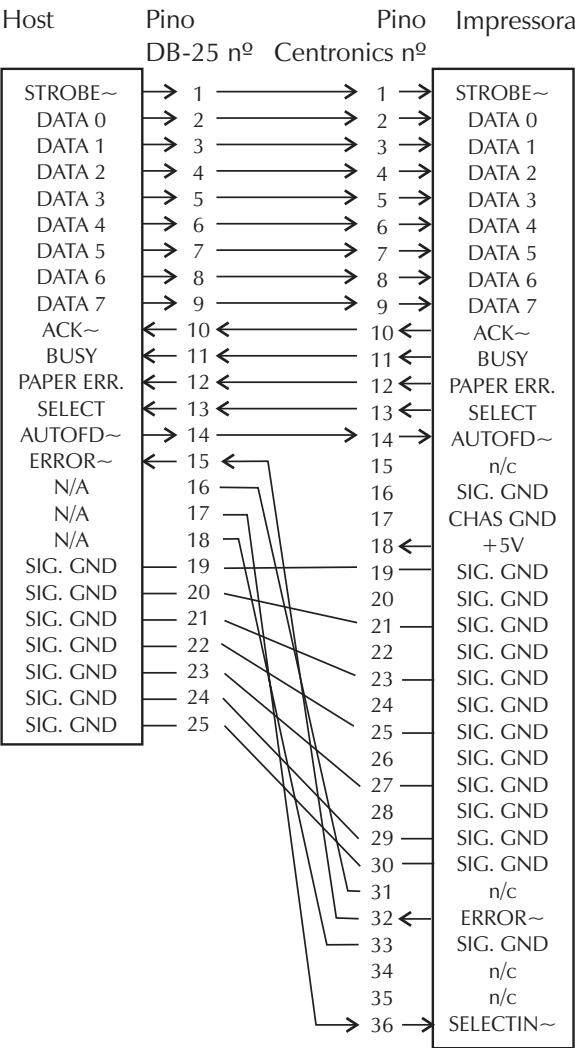 Host Pino Pino Impressora
DB-25 nº Centronics nº
STROBE~ 1 1 STROBE~
DATA 0 2 2 DATA 0
DATA 1 3 3 DATA 1
DATA 2 4 4 DATA 2
DATA 3 5 5 DATA 3
DATA 4 6 6 DATA 4
DATA 5 7 7 DATA 5
DATA 6 8 8 DATA 6
DATA 7 9 9 DATA 7
ACK~ 10 10 ACK~
BUSY 11 11 BUSY
PAPER ERR. 12 12 PAPER ERR.
SELECT 13 13 SELECT
AUTOFD~ 14 14 AUTOFD~
ERROR~ 15 15 n/c
N/A 16 16 SIG. GND
N/A 17 17 CHAS GND
N/A 18 18 +5V
SIG. GND 19 19 SIG. GND
SIG. GND 20 20 SIG. GND
SIG. GND 21 21 SIG. GND
SIG. GND 22 22 SIG. GND
SIG. GND 23 23 SIG. GND
SIG. GND 24 24 SIG. GND
SIG. GND 25 25 SIG. GND
26 SIG. GND
27 SIG. GND
28 SIG. GND
29 SIG. GND
30 SIG. GND
31 n/c
32 ERROR~
33 SIG. GND
34 n/c
35 n/c
36 SELECTIN~